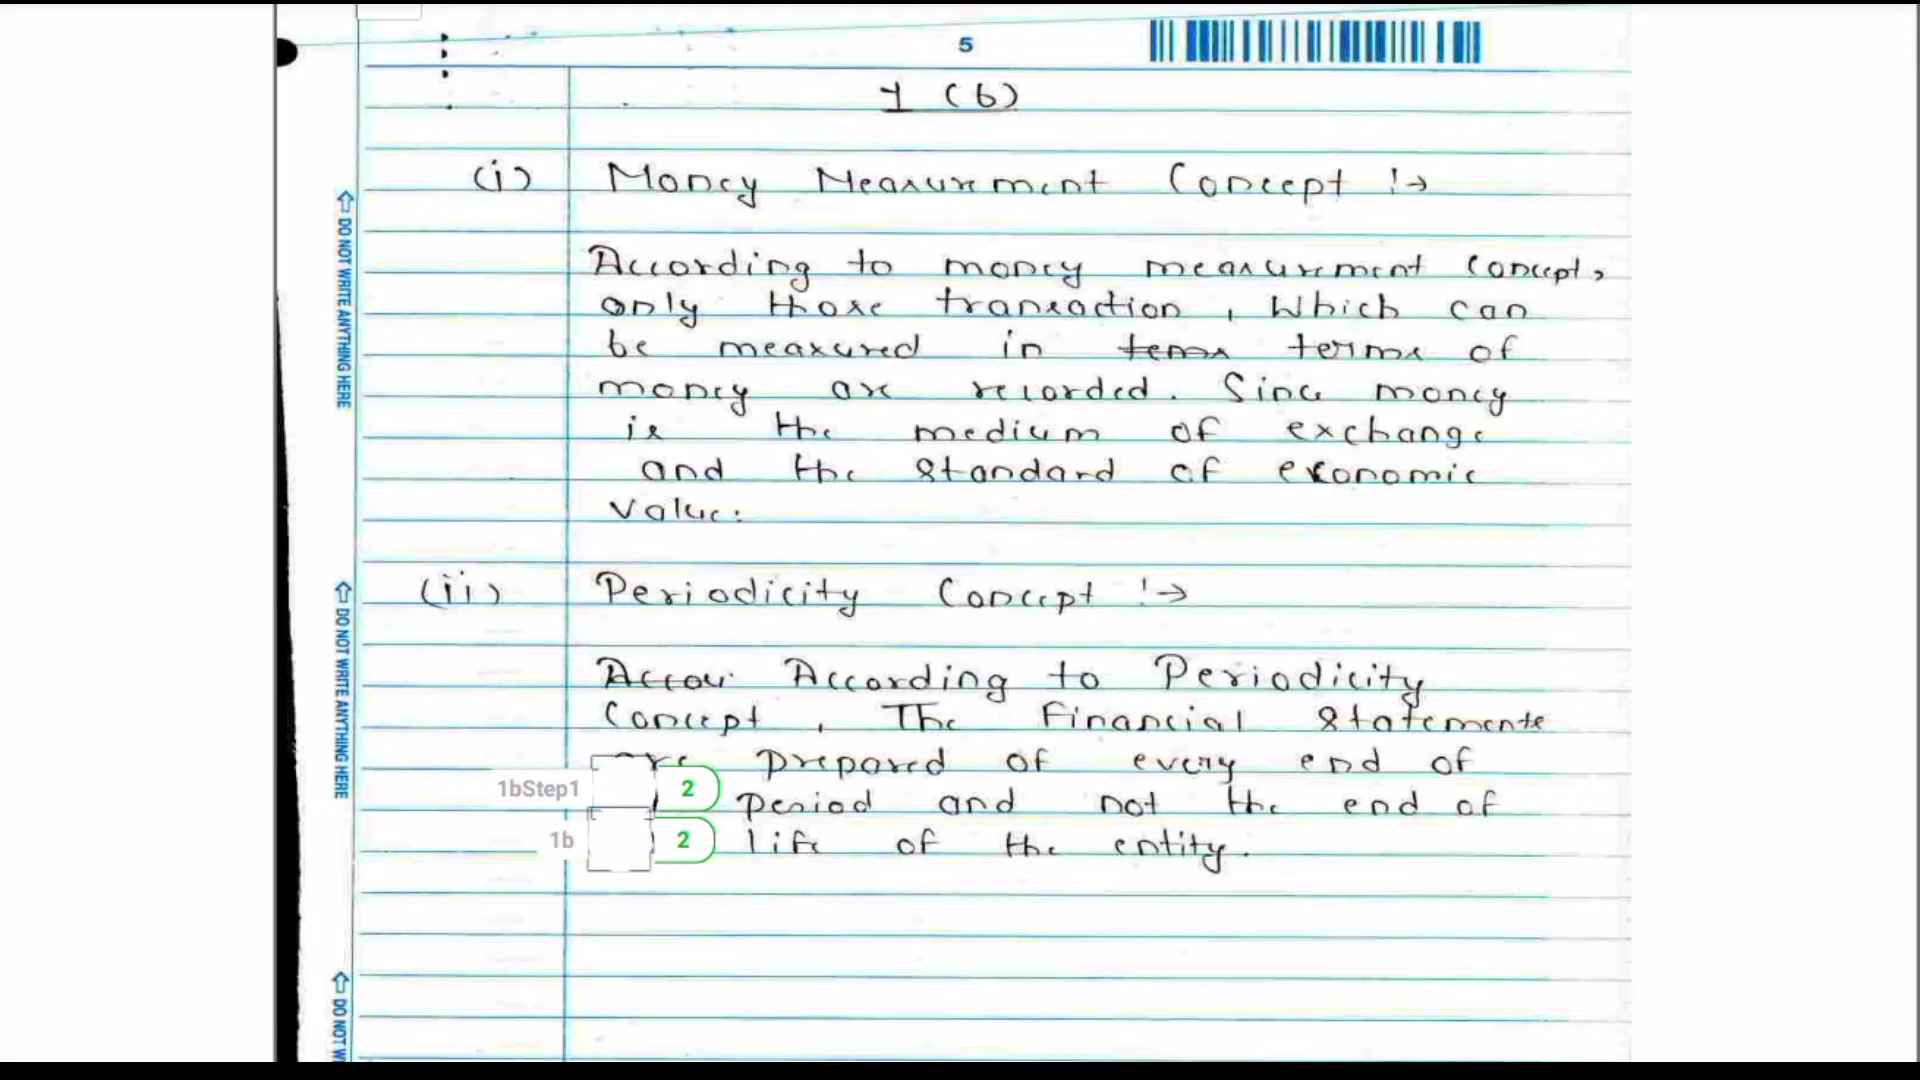 5
1 (b)
(i) Money Measurement Concept :→
According to money measurement concept,
only those transaction, Which can
be measured in tems terms of
money are recorded. Since money
is the medium of exchange
and the standard of economic
value.
(ii) Periodicity Concept :→
Accou According to Periodicity
Concept, The Financial Statements
are prepared of every end of
1bStep1 2 period and not the end of
1b 2 life of the entity.
DO NOT WRITE ANYTHING HERE
DO NOT WRITE ANYTHING HERE
DO NOT W